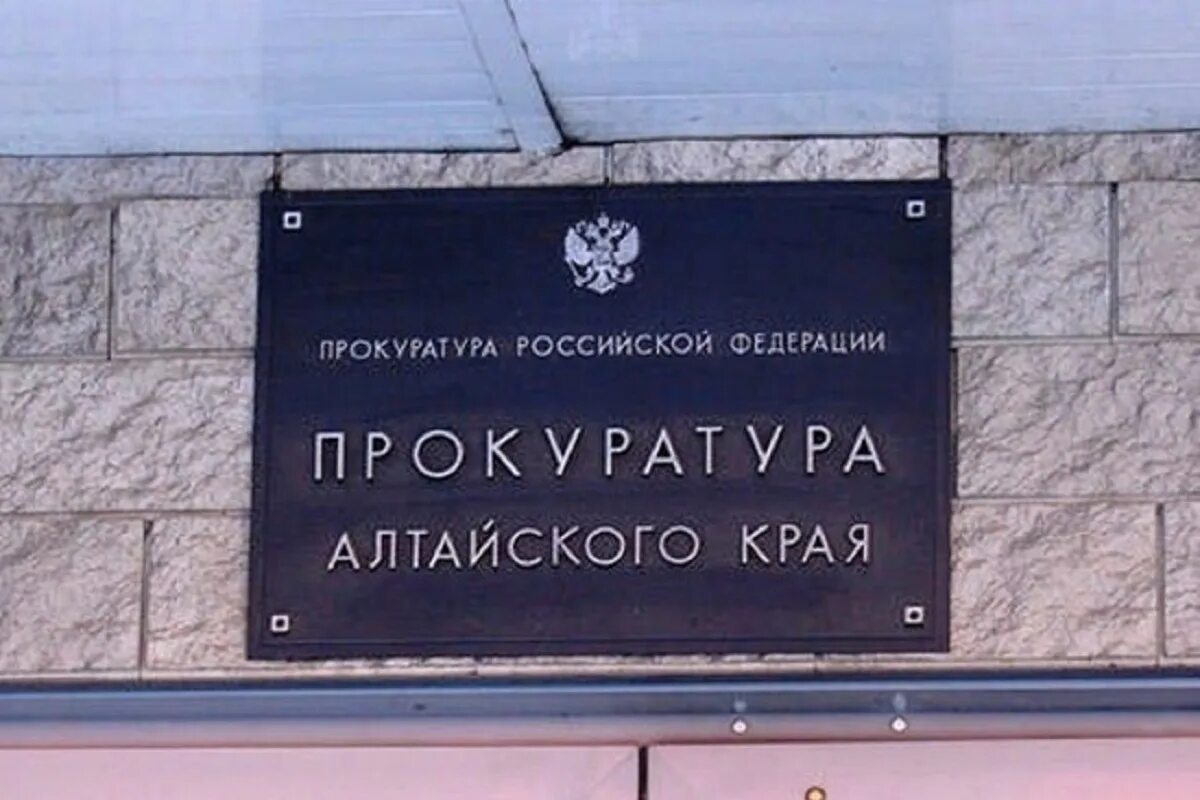 ПРОКУРАТУРА РОССИЙСКОЙ ФЕДЕРАЦИИ
ПРОКУРАТУРА
АЛТАЙСКОГО КРАЯ